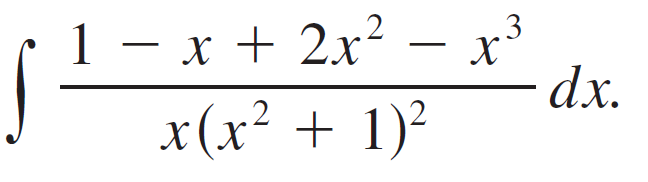 ∫ (1 − x + 2x² − x³) / (x(x² + 1)²) dx.